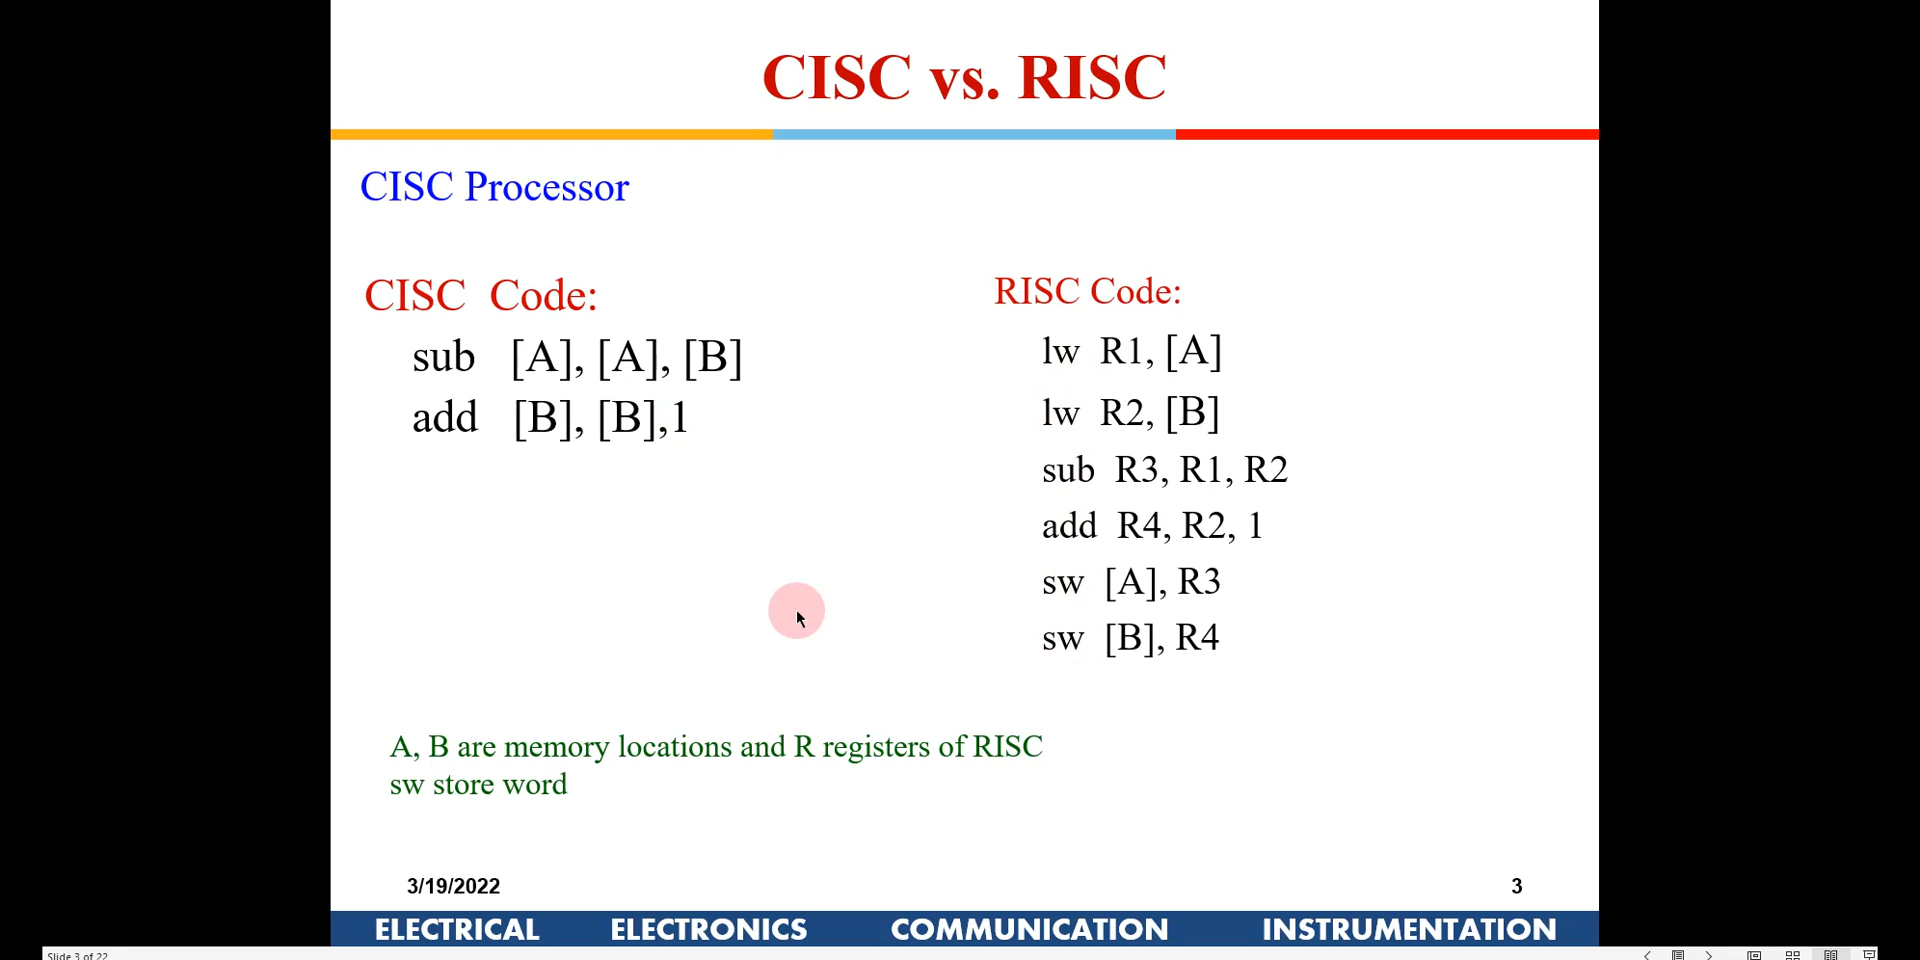 CISC vs. RISC
CISC Processor
CISC Code:
sub [A], [A], [B]
add [B], [B],1
RISC Code:
lw R1, [A]
lw R2, [B]
sub R3, R1, R2
add R4, R2, 1
sw [A], R3
sw [B], R4
A, B are memory locations and R registers of RISC
sw store word
3/19/2022
3
ELECTRICAL ELECTRONICS COMMUNICATION INSTRUMENTATION
Slide 3 of 22